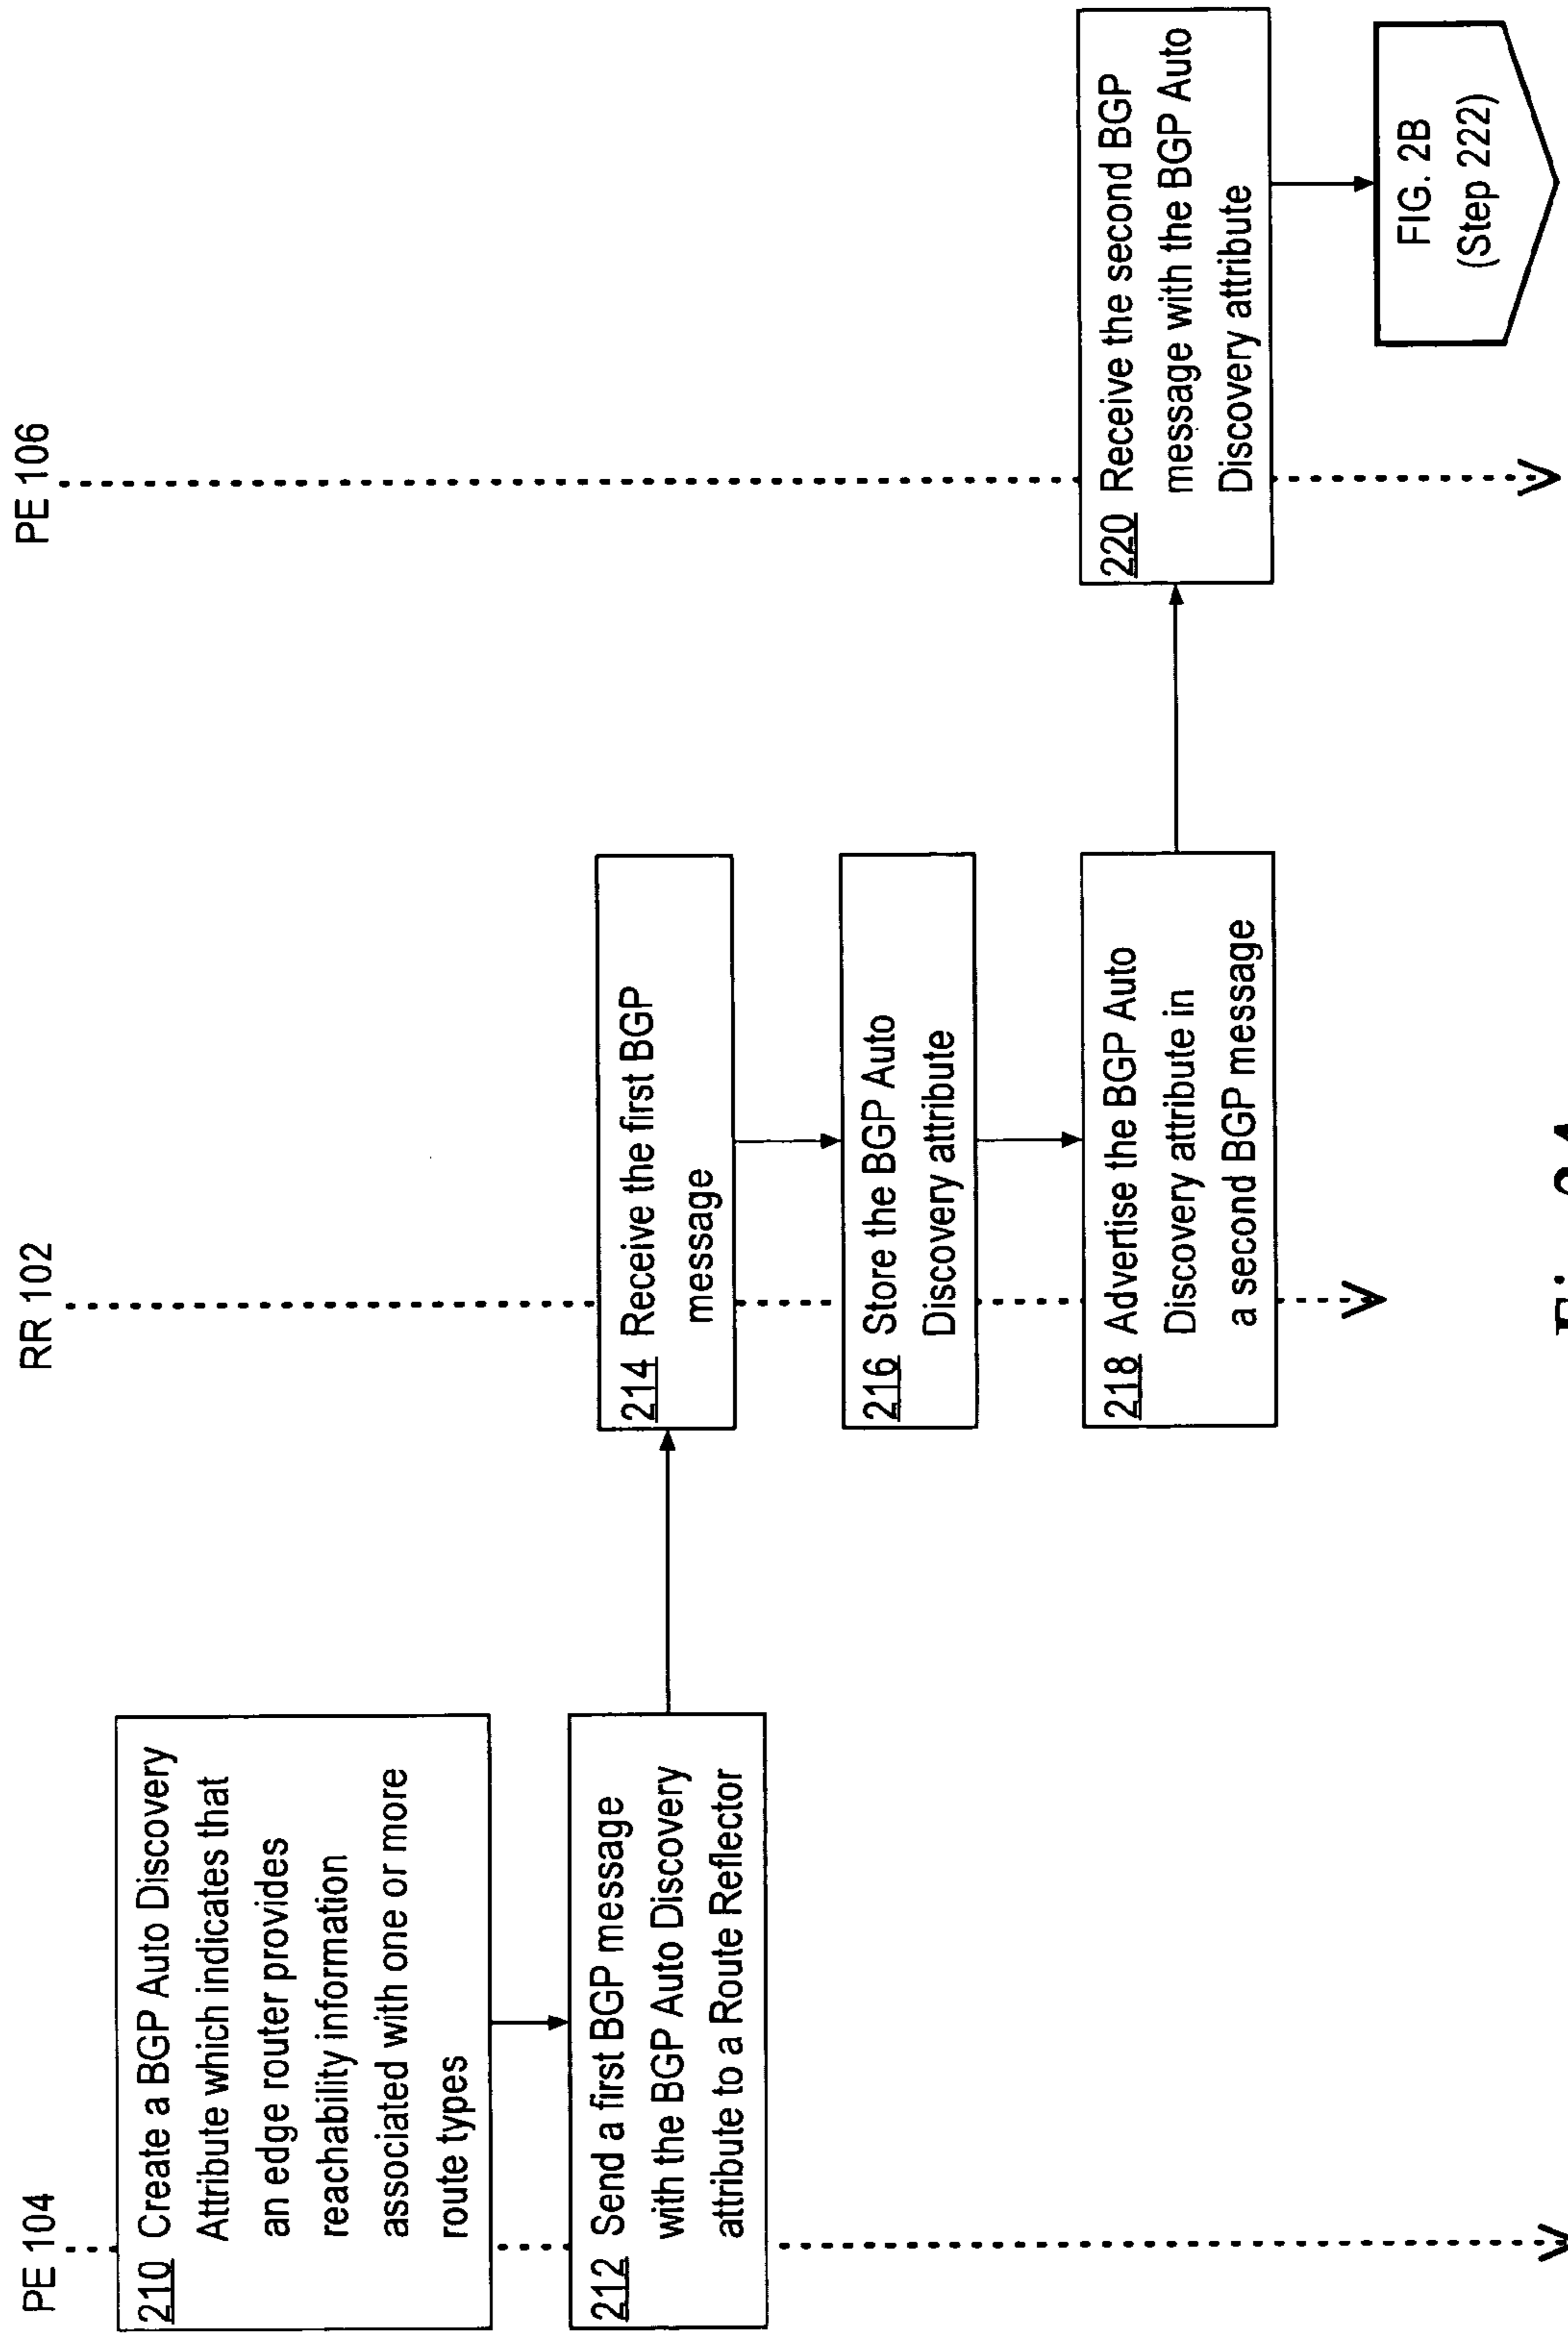 PE 104
RR 102
PE 106
210 Create a BGP Auto Discovery
Attribute which indicates that
an edge router provides
reachability information
associated with one or more
route types
212 Send a first BGP message
with the BGP Auto Discovery
attribute to a Route Reflector
214 Receive the first BGP
message
216 Store the BGP Auto
Discovery attribute
218 Advertise the BGP Auto
Discovery attribute in
a second BGP message
220 Receive the second BGP
message with the BGP Auto
Discovery attribute
FIG. 2B
(Step 222)